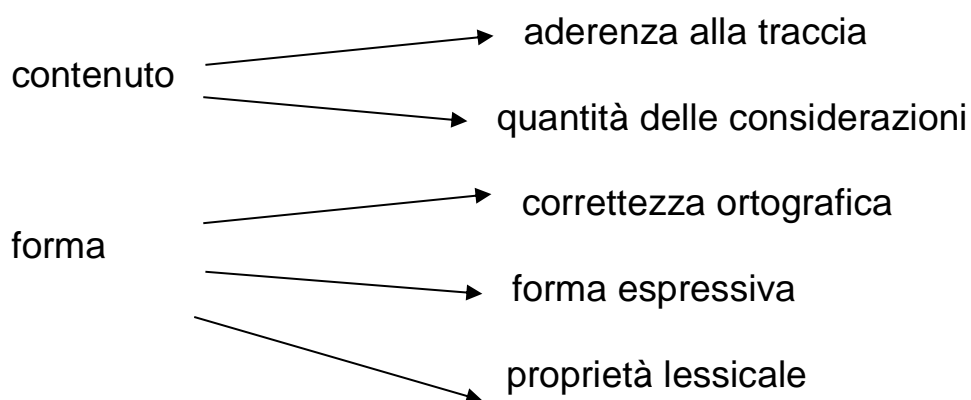 aderenza alla traccia
contenuto
quantità delle considerazioni
correttezza ortografica
forma
forma espressiva
proprietà lessicale